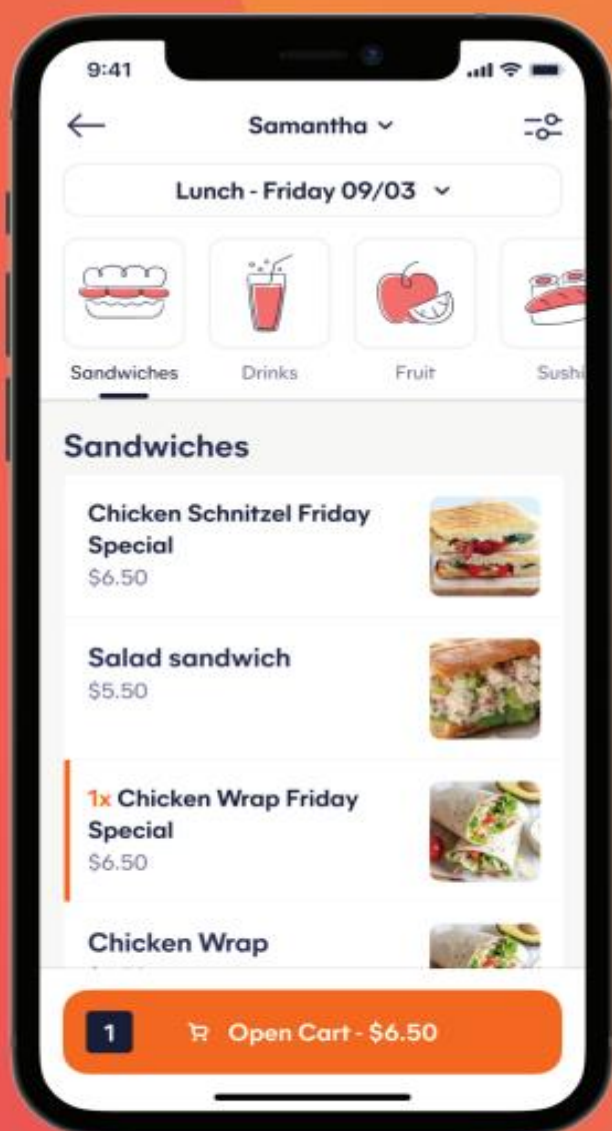 9:41
Samantha
Lunch - Friday 09/03
Sandwiches
Drinks
Fruit
Sushi
Sandwiches
Chicken Schnitzel Friday
Special
$6.50
Salad sandwich
$5.50
1x Chicken Wrap Friday
Special
$6.50
Chicken Wrap
1
Open Cart - $6.50